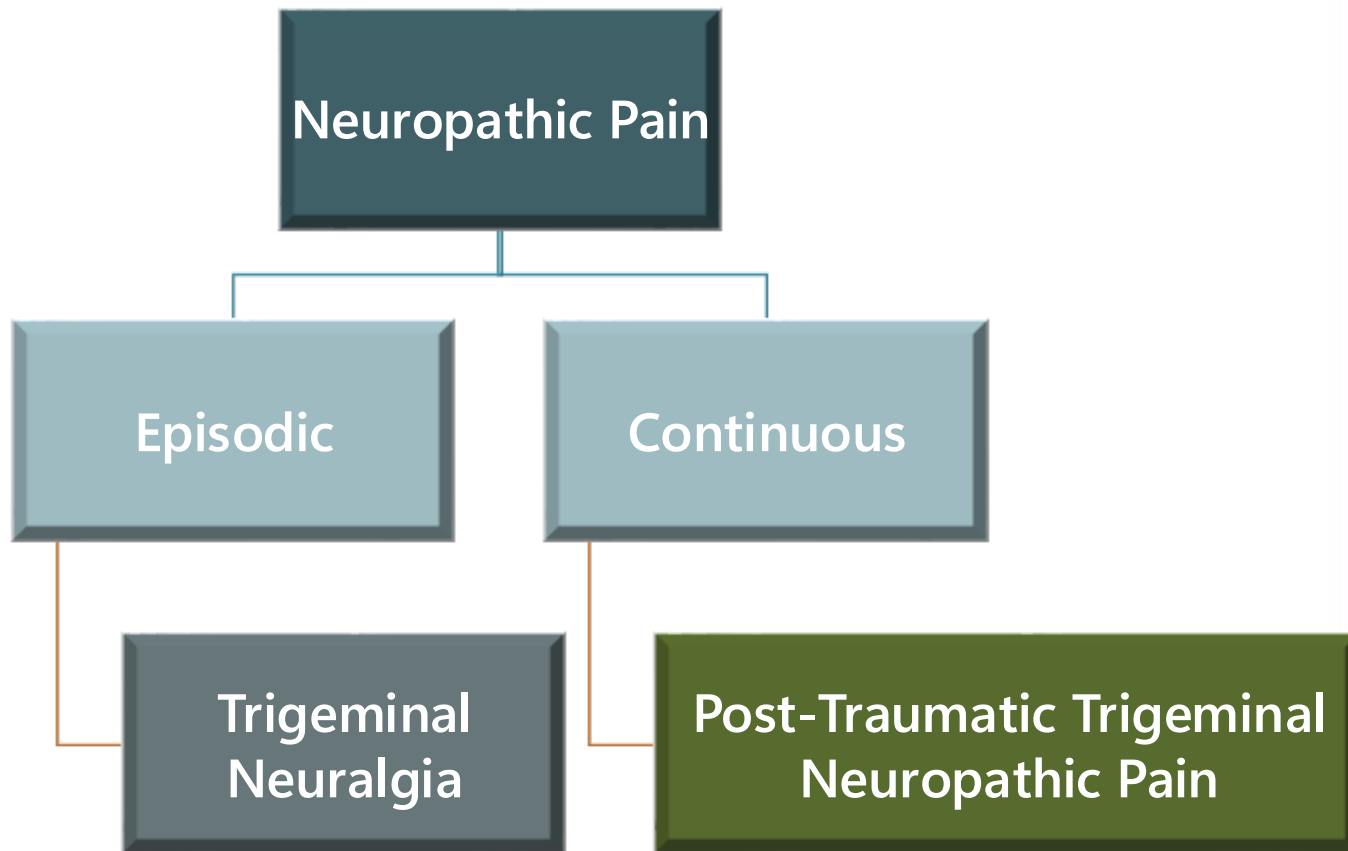 Neuropathic Pain
Episodic
Continuous
Trigeminal
Neuralgia
Post-Traumatic Trigeminal
Neuropathic Pain